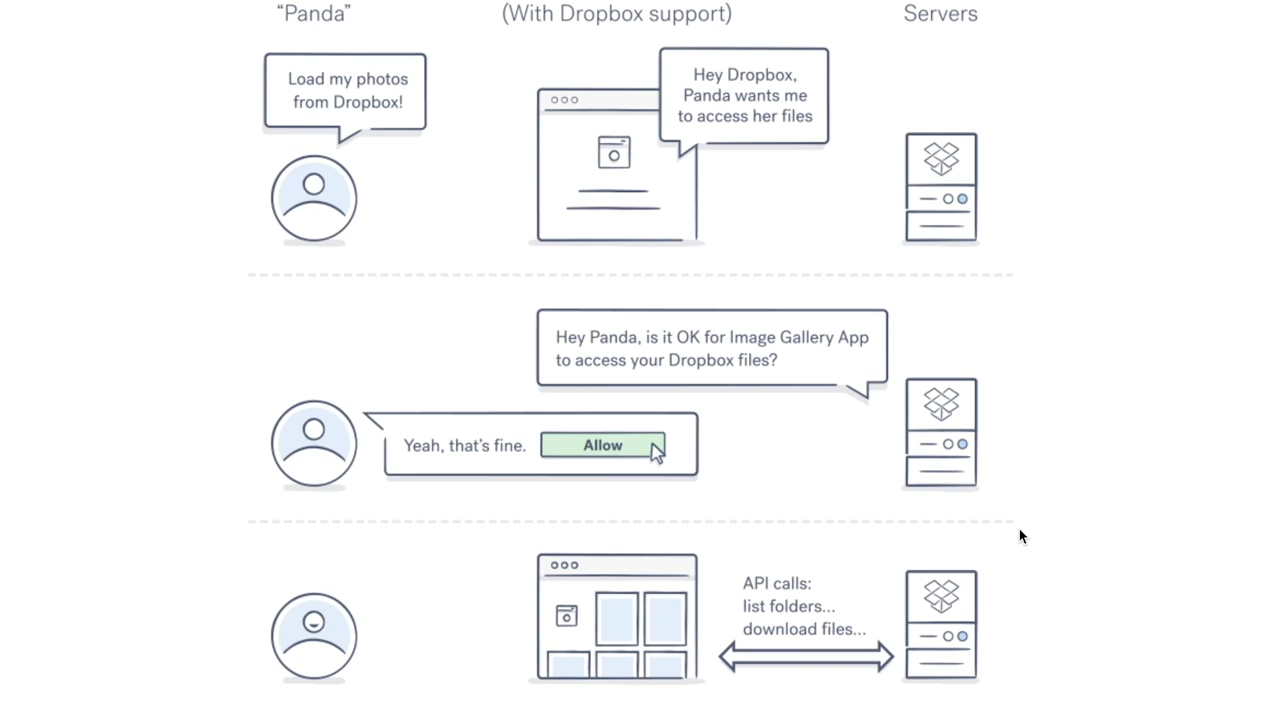 “Panda”
(With Dropbox support)
Servers
Load my photos
from Dropbox!
Hey Dropbox,
Panda wants me
to access her files
Hey Panda, is it OK for Image Gallery App
to access your Dropbox files?
Yeah, that’s fine.
Allow
API calls:
list folders...
download files...